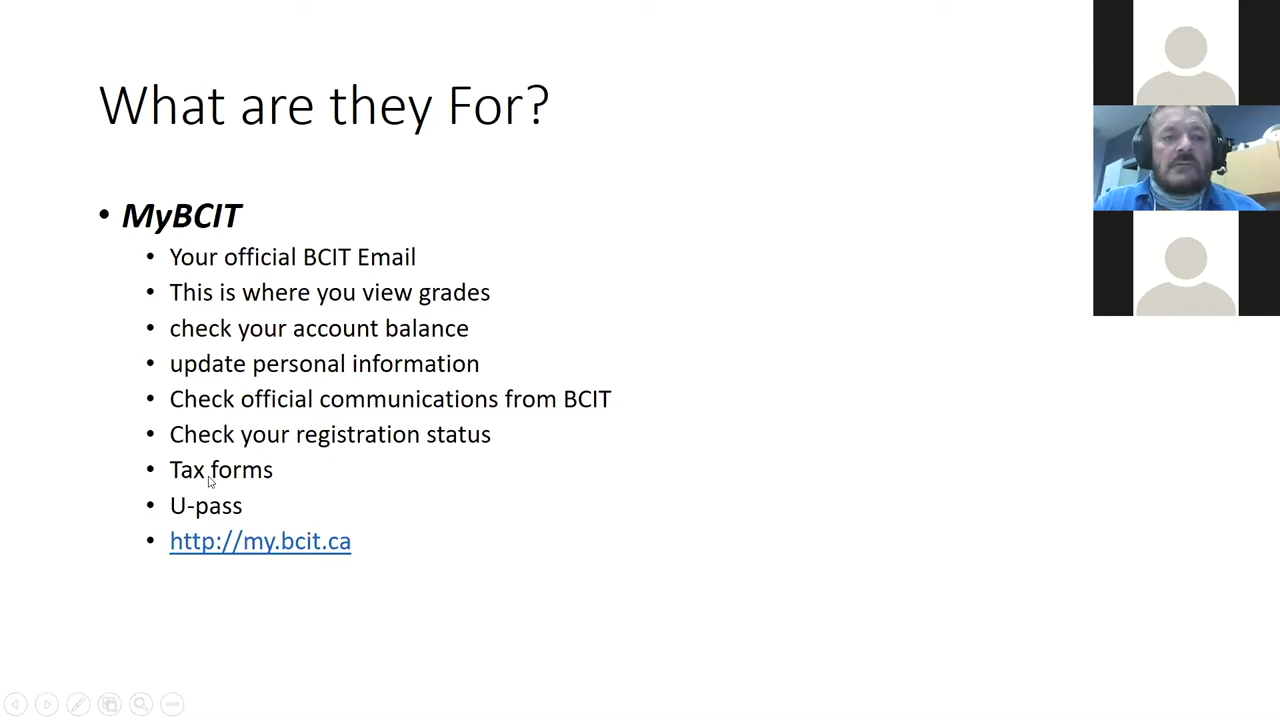 What are they For?
• MyBCIT
• Your official BCIT Email
• This is where you view grades
• check your account balance
• update personal information
• Check official communications from BCIT
• Check your registration status
• Tax forms
• U-pass
• http://my.bcit.ca